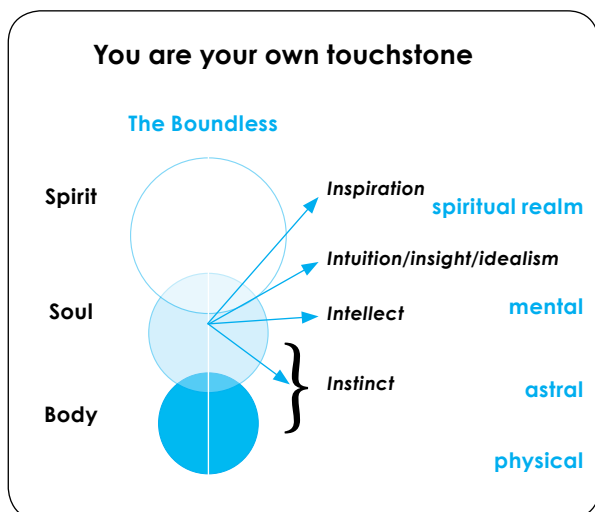 You are your own touchstone
The Boundless
Spirit
Inspiration
spiritual realm
Intuition/insight/idealism
Soul
Intellect
mental
Instinct
astral
Body
physical